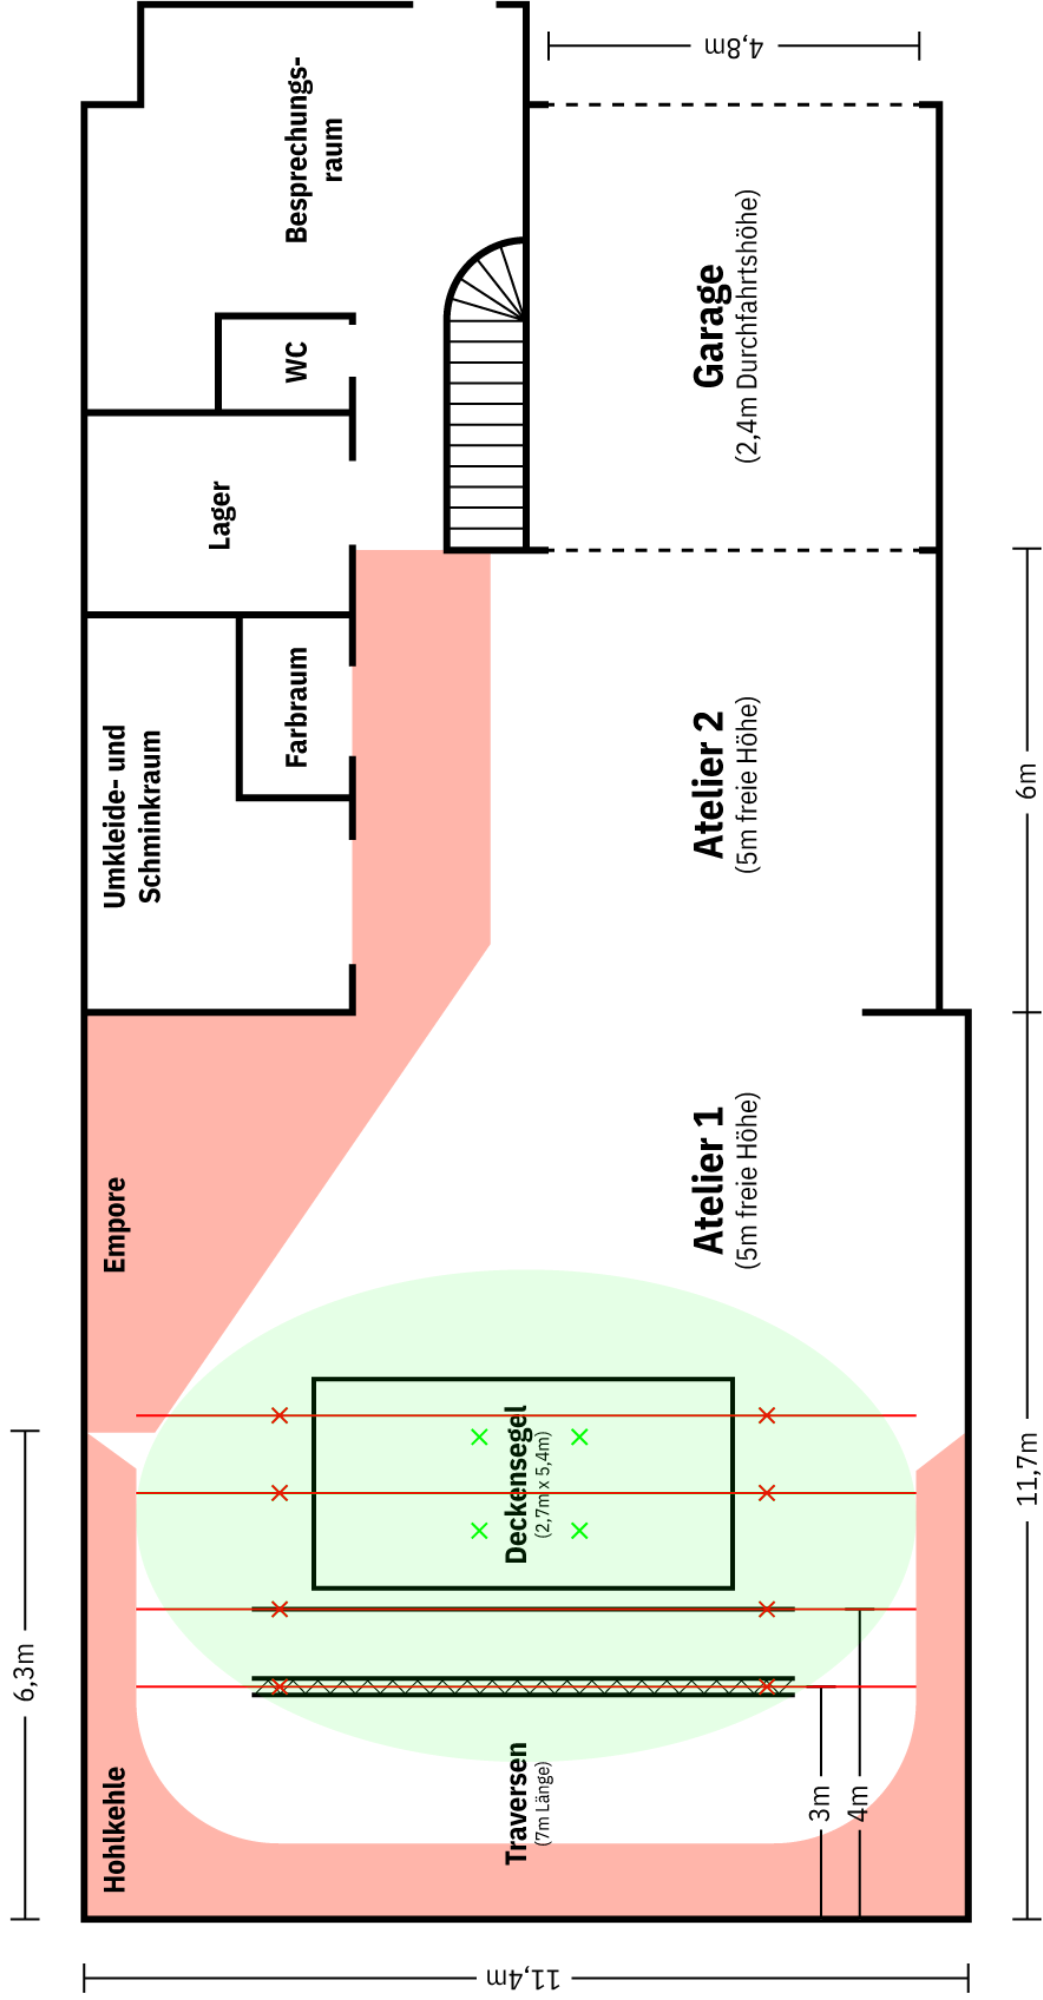 4,8m
Besprechungs-
raum
WC
Lager
Garage
(2,4m Durchfahrtshöhe)
Umkleide- und
Schminkraum
Farbraum
Atelier 2
(5m freie Höhe)
6m
Empore
Atelier 1
(5m freie Höhe)
Deckensegel
(2,7m x 5,4m)
11,7m
6,3m
Hohlkehle
Traversen
(7m Länge)
3m
4m
11,4m